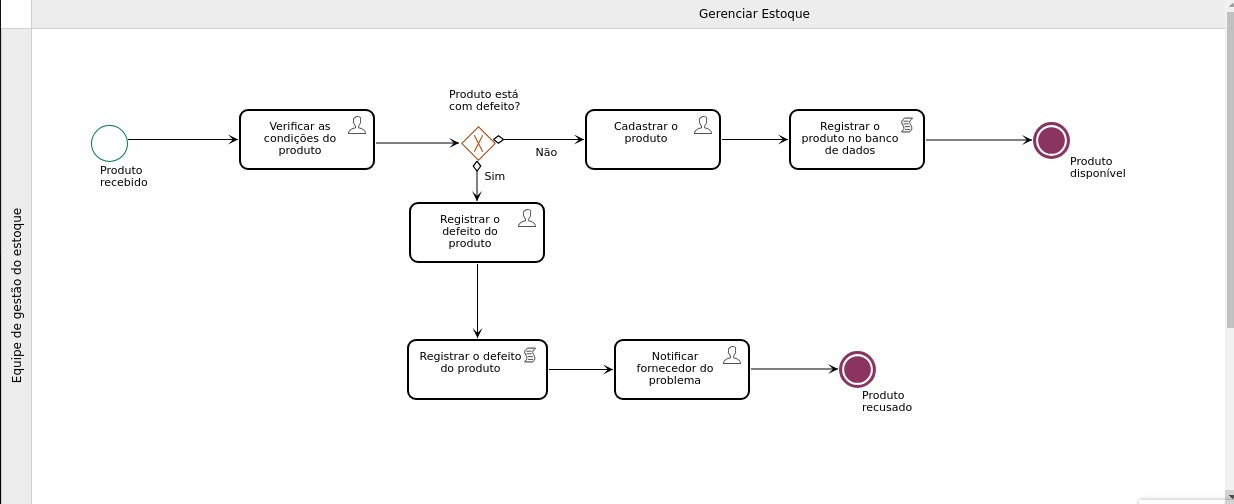 Gerenciar Estoque
Equipe de gestão do estoque
Produto
recebido
Verificar as
condições do
produto
Produto está
com defeito?
Não
Sim
Cadastrar o
produto
Registrar o
produto no banco
de dados
Produto
disponível
Registrar o
defeito do
produto
Registrar o defeito
do produto
Notificar
fornecedor do
problema
Produto
recusado